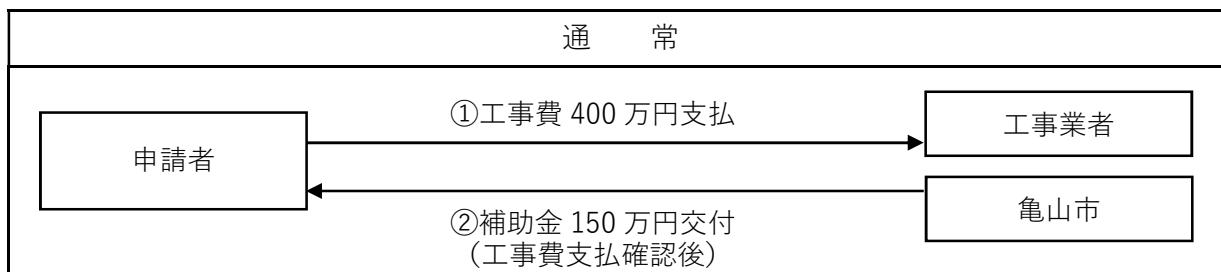 通　　常
①工事費 400 万円支払
工事業者
申請者
亀山市
②補助金 150 万円交付
（工事費支払確認後）